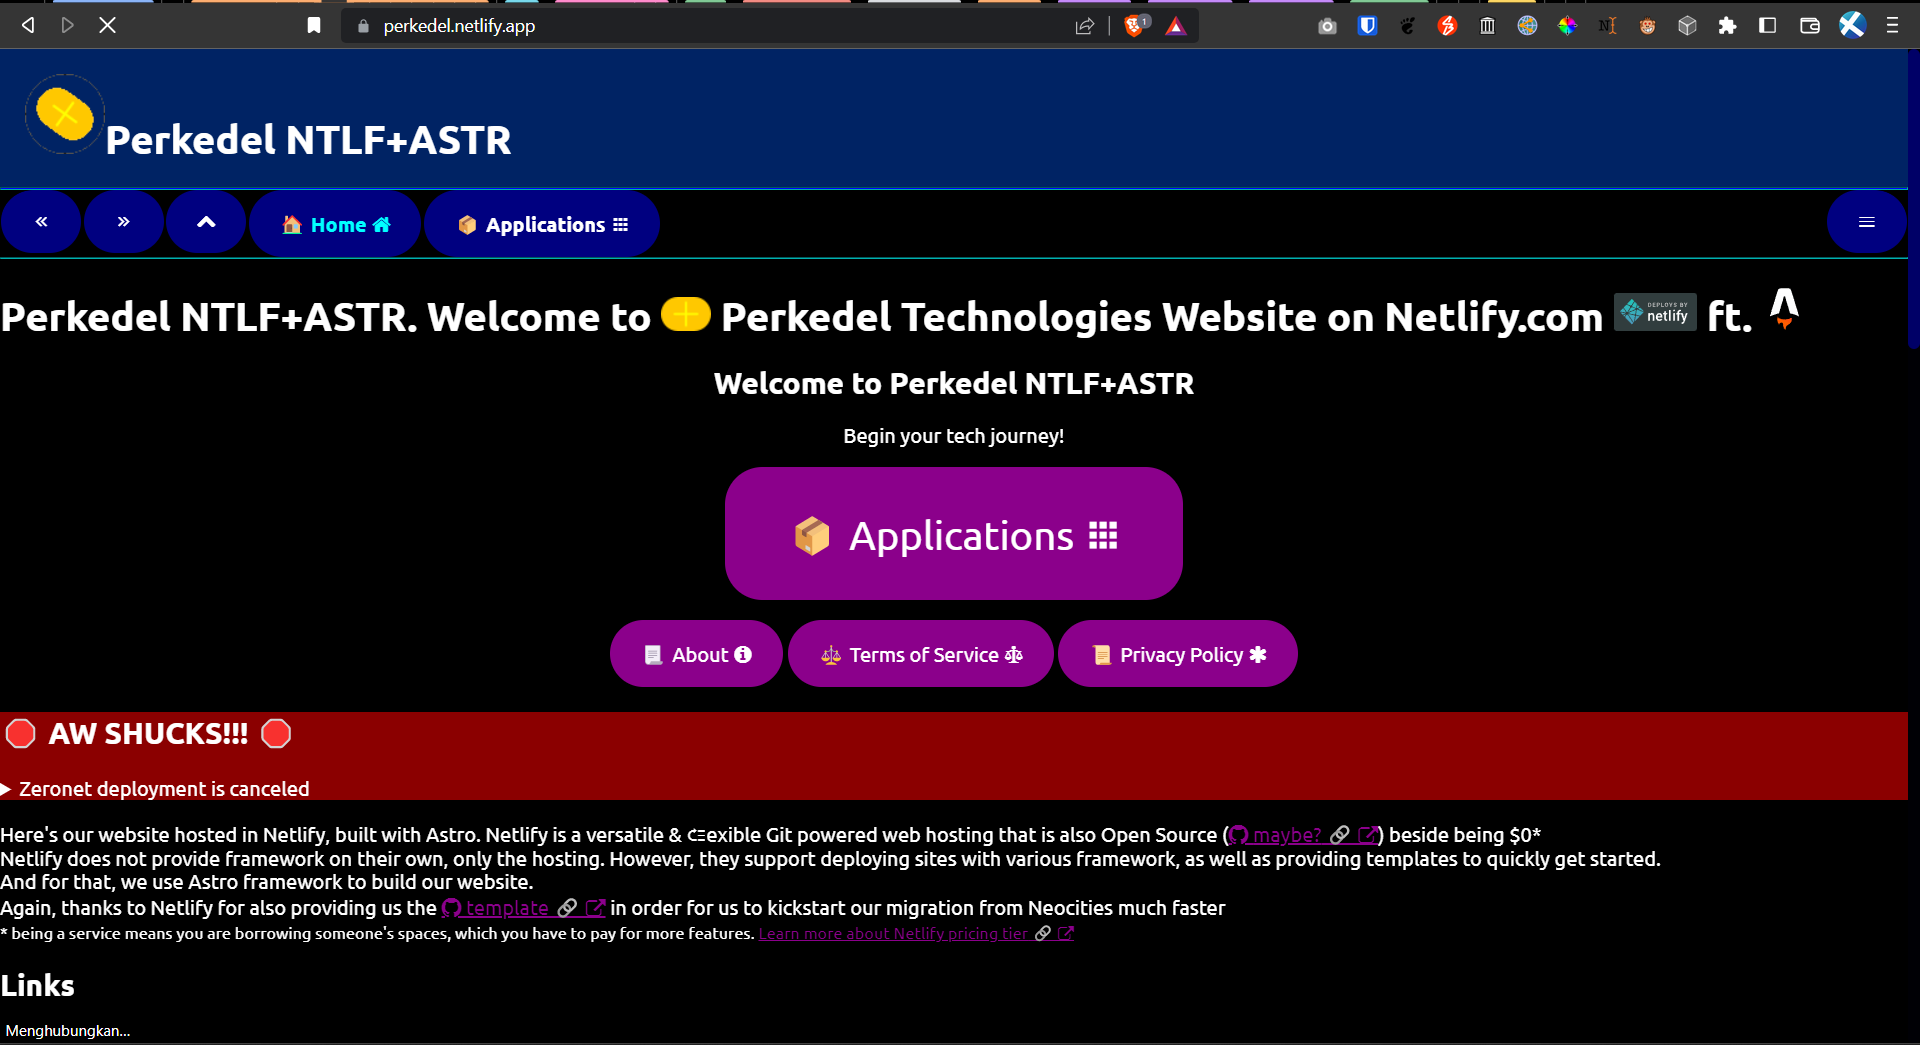 perkedel.netlify.app
1
Perkedel NTLF+ASTR
« » 🏠 Home 📦 Applications
Perkedel NTLF+ASTR. Welcome to Perkedel Technologies Website on Netlify.com DEPLOYS BY netlify ft.
Welcome to Perkedel NTLF+ASTR
Begin your tech journey!
📦 Applications
📃 About ⚖ Terms of Service 📜 Privacy Policy
🛑 AW SHUCKS!!! 🛑
Zeronet deployment is canceled
Here's our website hosted in Netlify, built with Astro. Netlify is a versatile & exible Git powered web hosting that is also Open Source ( maybe? 🔗 ) beside being $0*
Netlify does not provide framework on their own, only the hosting. However, they support deploying sites with various framework, as well as providing templates to quickly get started.
And for that, we use Astro framework to build our website.
Again, thanks to Netlify for also providing us the template 🔗 in order for us to kickstart our migration from Neocities much faster
* being a service means you are borrowing someone's spaces, which you have to pay for more features. Learn more about Netlify pricing tier 🔗
Links
Menghubungkan...